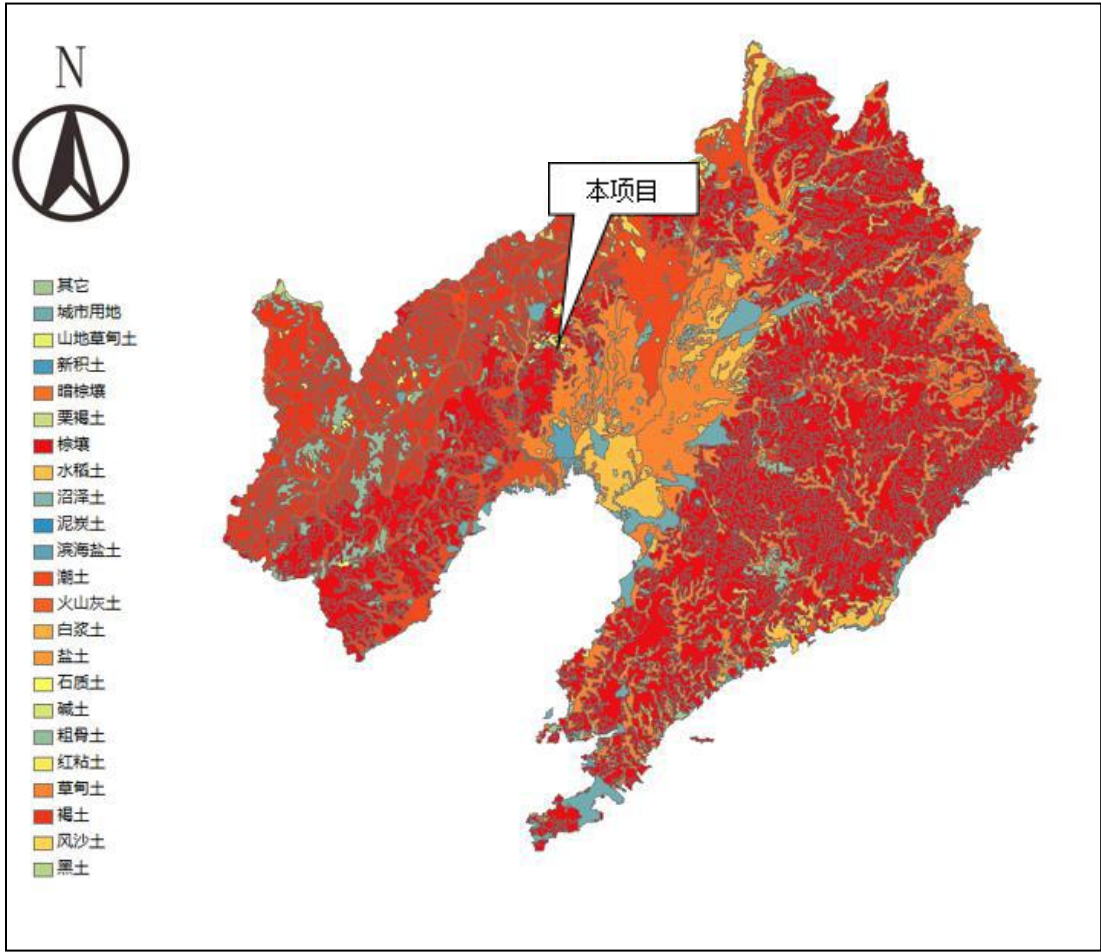 N
本项目
其它
城市用地
山地草甸土
新积土
暗棕壤
栗褐土
棕壤
水稻土
沼泽土
泥炭土
滨海盐土
潮土
火山灰土
白浆土
盐土
石质土
碱土
粗骨土
红粘土
草甸土
褐土
风沙土
黑土